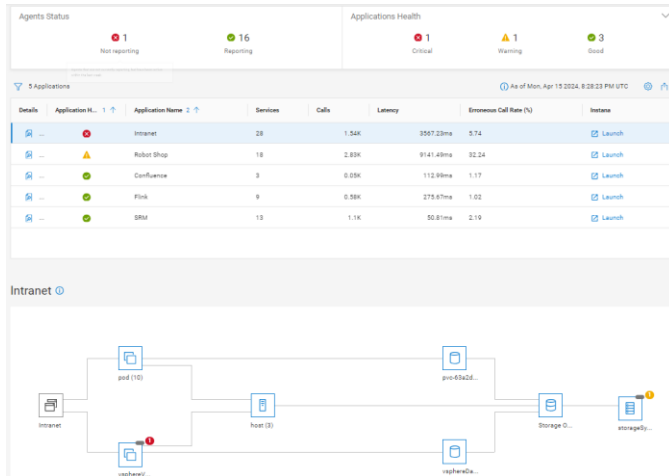 Agents Status
Applications Health
1
16
1
1
3
Not reporting
Reporting
Critical
Warning
Good
5 Applications
As of Mon, Apr 15 2024, 8:28:23 PM UTC
Details Application H... 1 Application Name 2 Services Calls Latency Erroneous Call Rate (%) Instana
... Intranet 28 1.54K 3567.23ms 5.74 Launch
... Robot Shop 18 2.83K 9141.49ms 32.24 Launch
... Confluence 3 0.05K 112.99ms 1.17 Launch
... Flink 9 0.58K 275.67ms 1.02 Launch
... SRM 13 1.1K 50.81ms 2.19 Launch
Intranet
pod (10)
pvc-63a2d...
1
Intranet
host (3)
Storage O...
storageSy...
1
vsphereV...
vsphereDa...